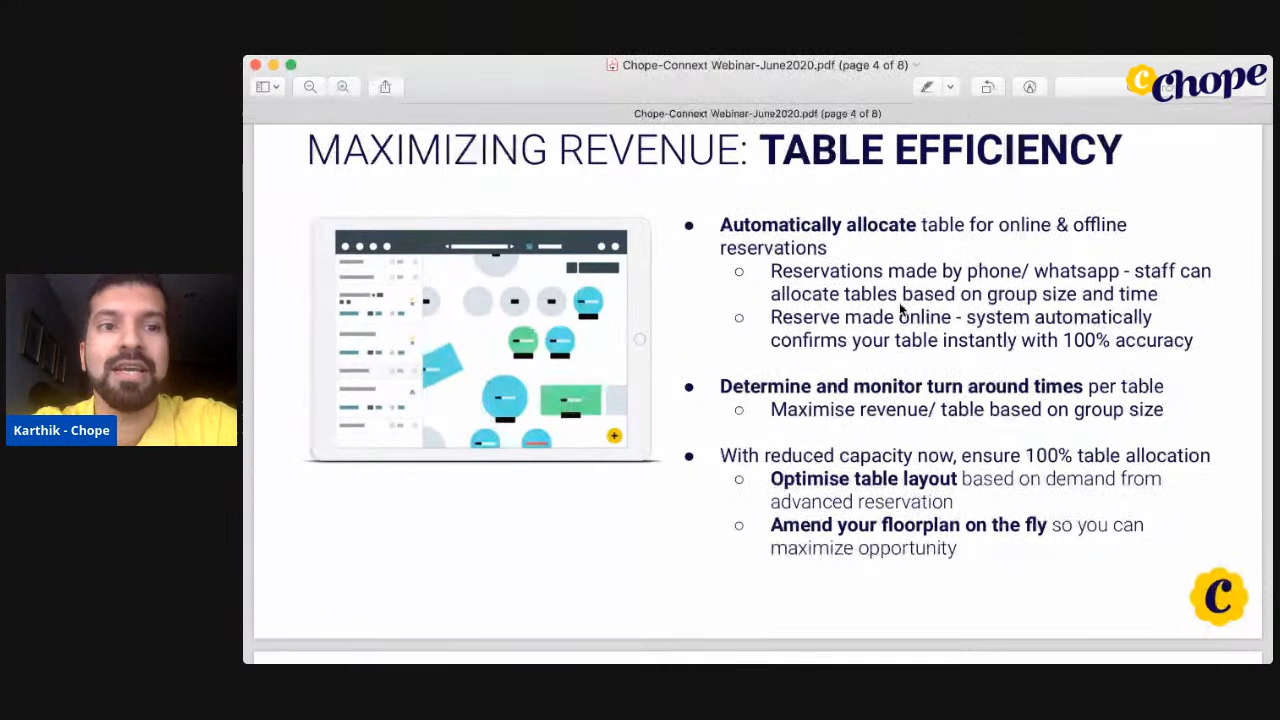 Chope-Connext Webinar-June2020.pdf (page 4 of 8)
Chope
Chope-Connext Webinar-June2020.pdf (page 4 of 8)
MAXIMIZING REVENUE: TABLE EFFICIENCY
● Automatically allocate table for online & offline
reservations
○ Reservations made by phone/ whatsapp - staff can
allocate tables based on group size and time
○ Reserve made online - system automatically
confirms your table instantly with 100% accuracy
● Determine and monitor turn around times per table
○ Maximise revenue/ table based on group size
● With reduced capacity now, ensure 100% table allocation
○ Optimise table layout based on demand from
advanced reservation
○ Amend your floorplan on the fly so you can
maximize opportunity
C
Karthik - Chope